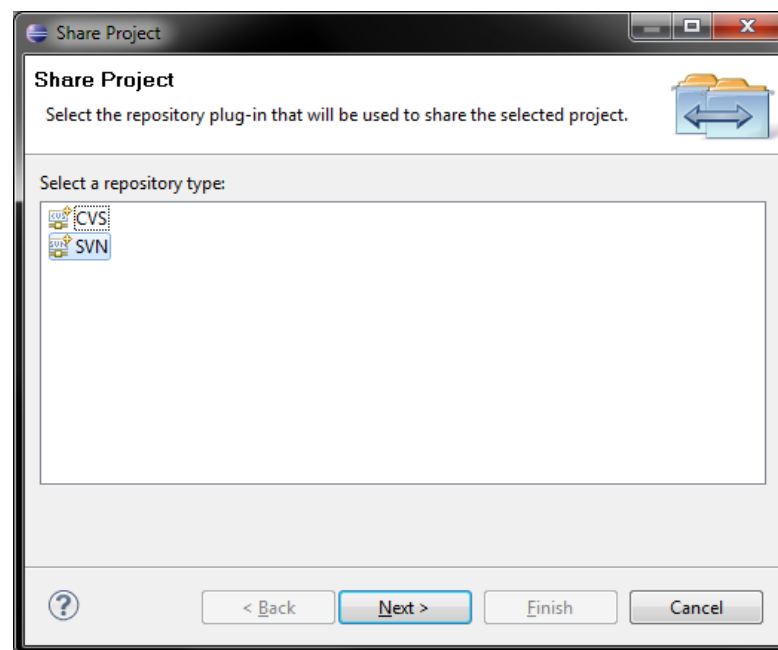 Share Project
Share Project
Select the repository plug-in that will be used to share the selected project.
Select a repository type:
CVS
SVN
< Back
Next >
Finish
Cancel